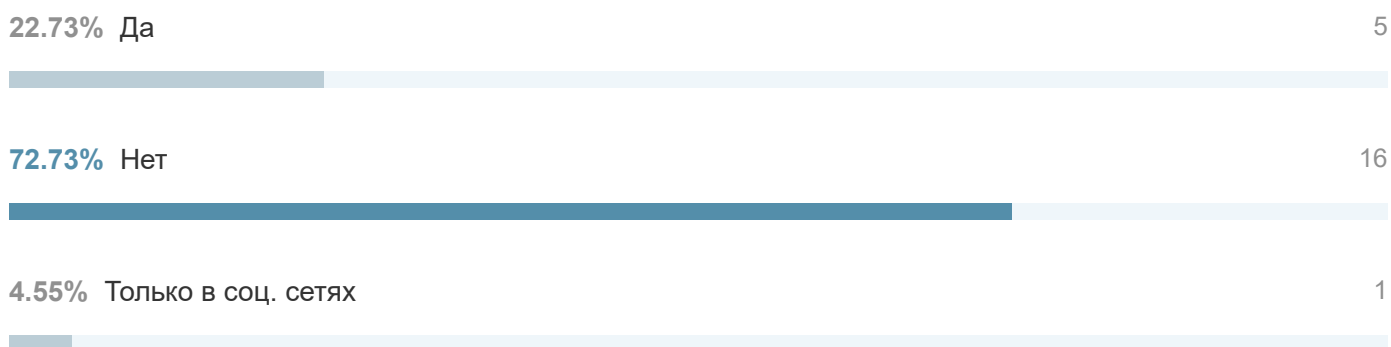 22.73% Да 5
72.73% Нет 16
4.55% Только в соц. сетях 1